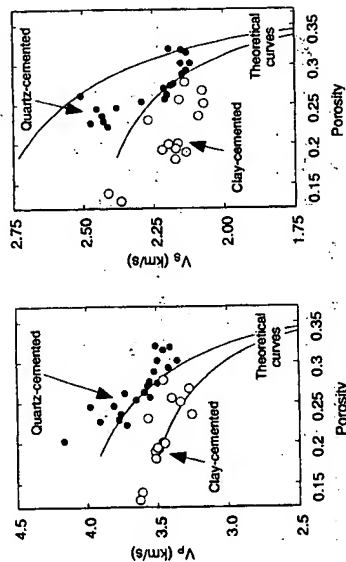 4.5
4.0
3.5
3.0
2.5
Vₚ (km/s)
Quartz-cemented
Clay-cemented
Theoretical
curves
0.15 0.2 0.25 0.3 0.35
Porosity
2.75
2.50
2.25
2.00
1.75
Vₛ (km/s)
Quartz-cemented
Clay-cemented
Theoretical
curves
0.15 0.2 0.25 0.3 0.35
Porosity